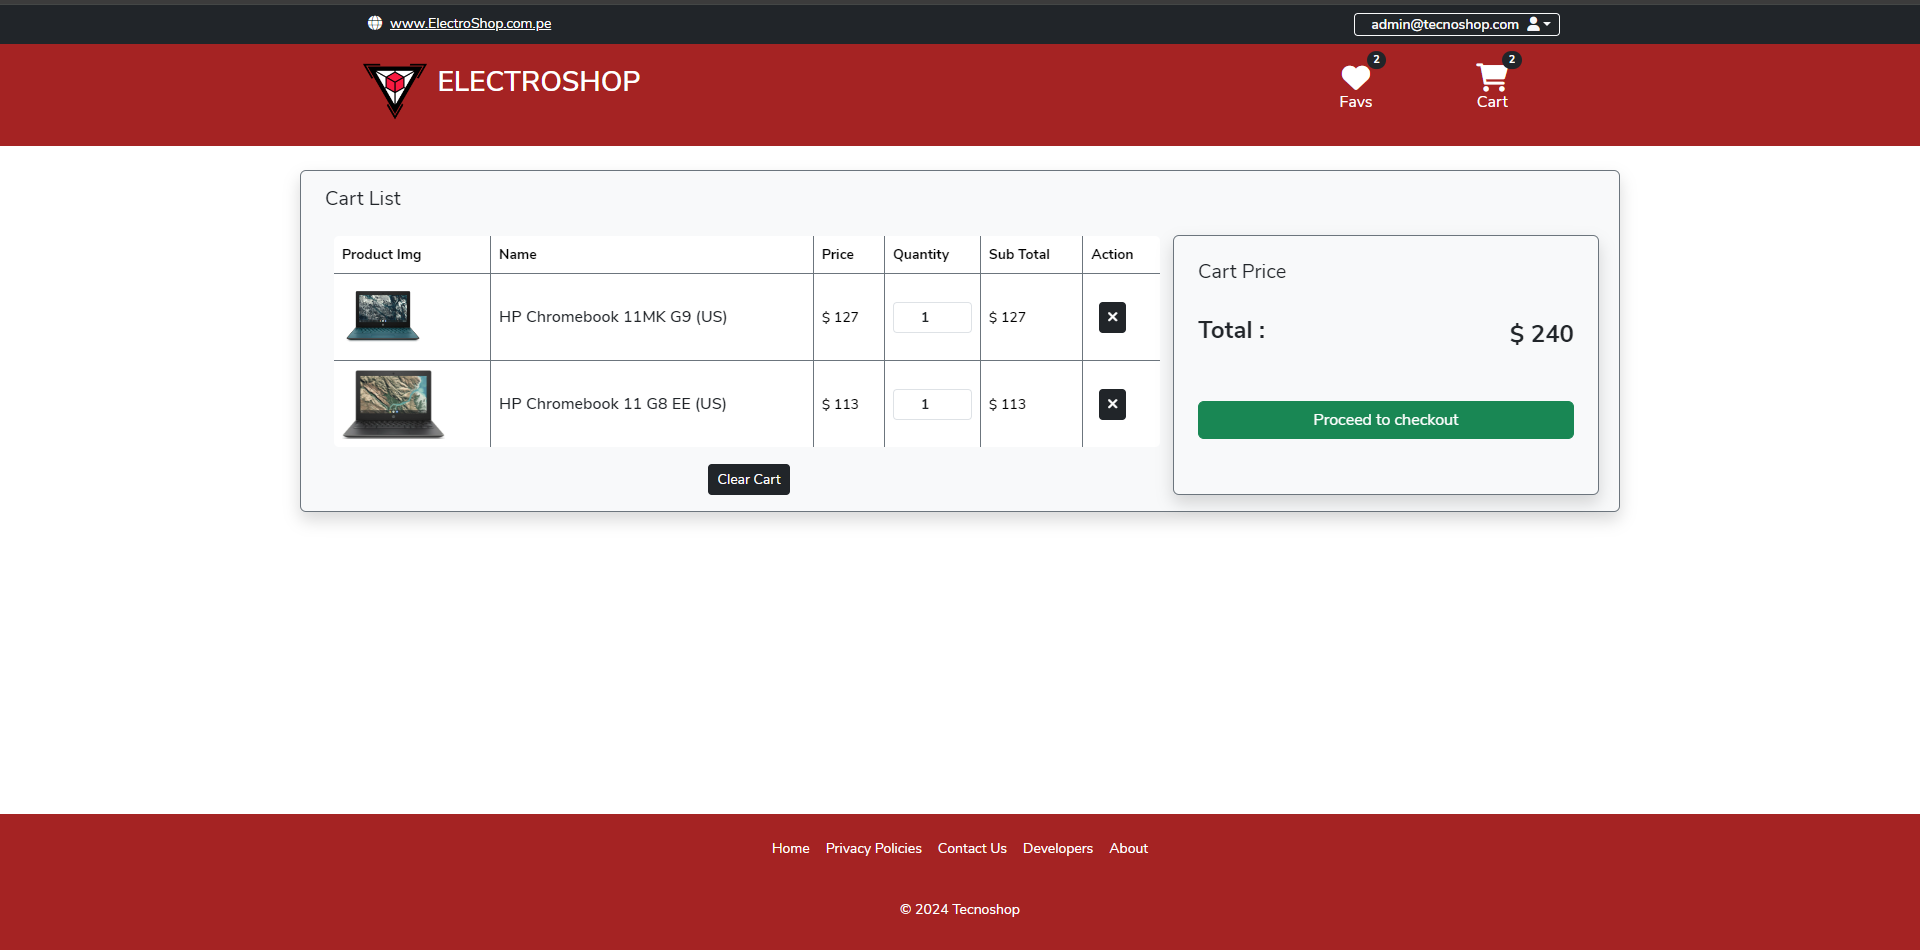 www.ElectroShop.com.pe
admin@tecnoshop.com
ELECTROSHOP
2
Favs
2
Cart
Cart List
Product Img Name Price Quantity Sub Total Action
HP Chromebook 11MK G9 (US) $ 127 1 $ 127
HP Chromebook 11 G8 EE (US) $ 113 1 $ 113
Clear Cart
Cart Price
Total : $ 240
Proceed to checkout
Home Privacy Policies Contact Us Developers About
© 2024 Tecnoshop